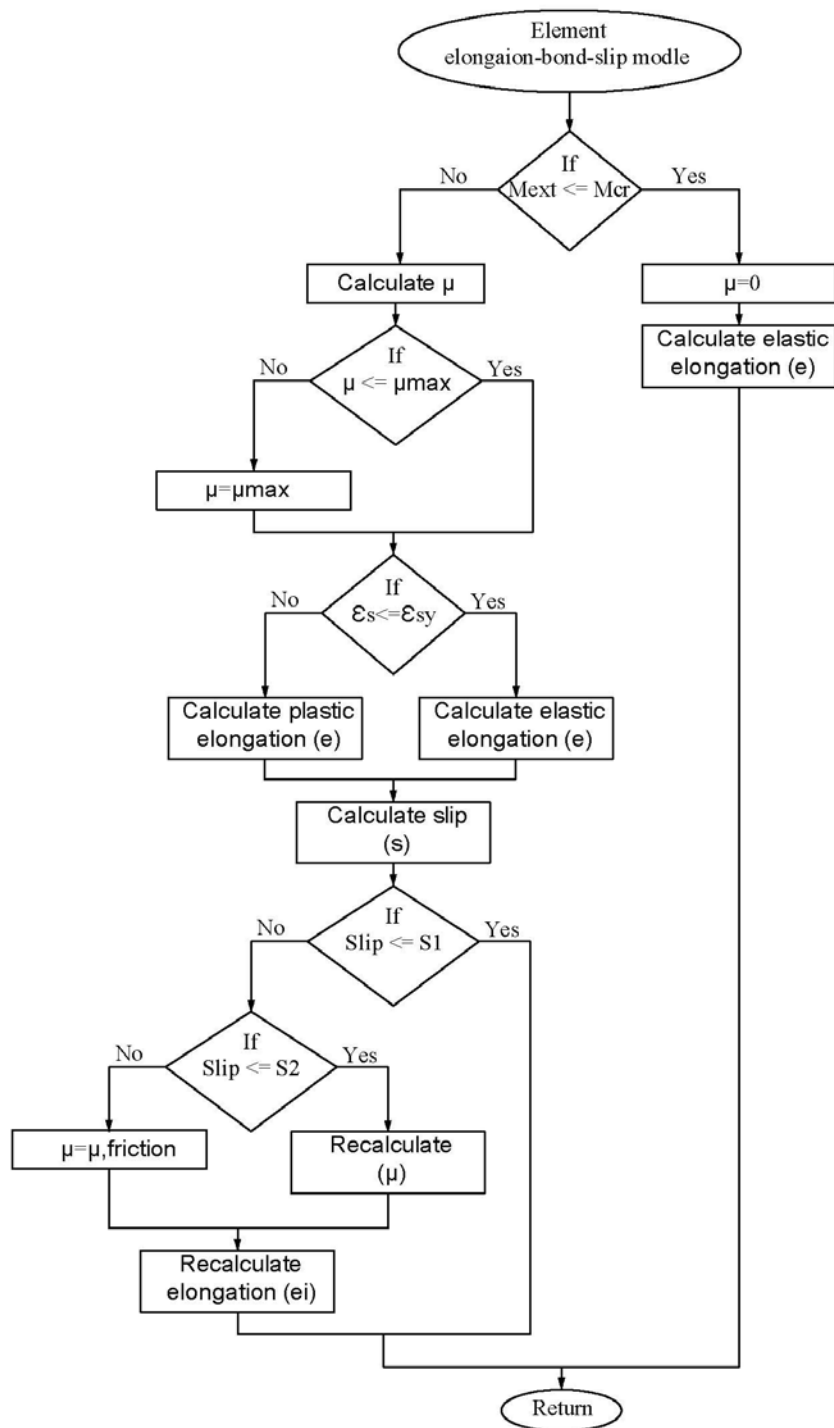 Element
elongaion-bond-slip modle
If
Mext <= Mcr
No
Yes
Calculate µ
µ=0
Calculate elastic
elongation (e)
If
µ <= µmax
No
Yes
µ=µmax
If
εs<=εsy
No
Yes
Calculate plastic
elongation (e)
Calculate elastic
elongation (e)
Calculate slip
(s)
If
Slip <= S1
No
Yes
If
Slip <= S2
No
Yes
µ=µ,friction
Recalculate
(µ)
Recalculate
elongation (ei)
Return